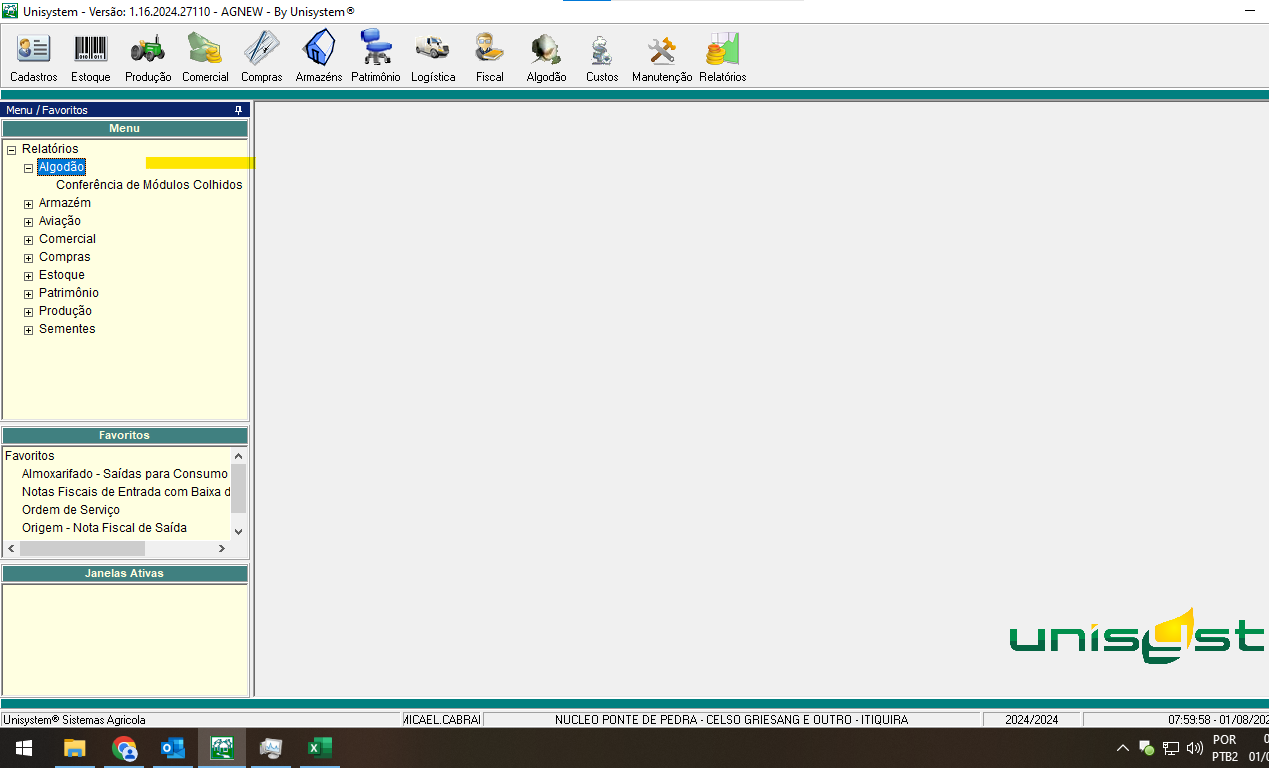 Unisystem - Versão: 1.16.2024.27110 - AGNEW - By Unisystem®
Cadastros Estoque Produção Comercial Compras Armazéns Patrimônio Logística Fiscal Algodão Custos Manutenção Relatórios
Menu / Favoritos
Menu
Relatórios
Algodão
Conferência de Módulos Colhidos
Armazém
Aviação
Comercial
Compras
Estoque
Patrimônio
Produção
Sementes
Favoritos
Favoritos
Almoxarifado - Saídas para Consumo
Notas Fiscais de Entrada com Baixa d
Ordem de Serviço
Origem - Nota Fiscal de Saída
Janelas Ativas
unisyst
Unisystem® Sistemas Agricola MICAEL.CABRAL NUCLEO PONTE DE PEDRA - CELSO GRIESANG E OUTRO - ITIQUIRA 2024/2024 07:59:58 - 01/08/202
POR 0
PTB2 01/0